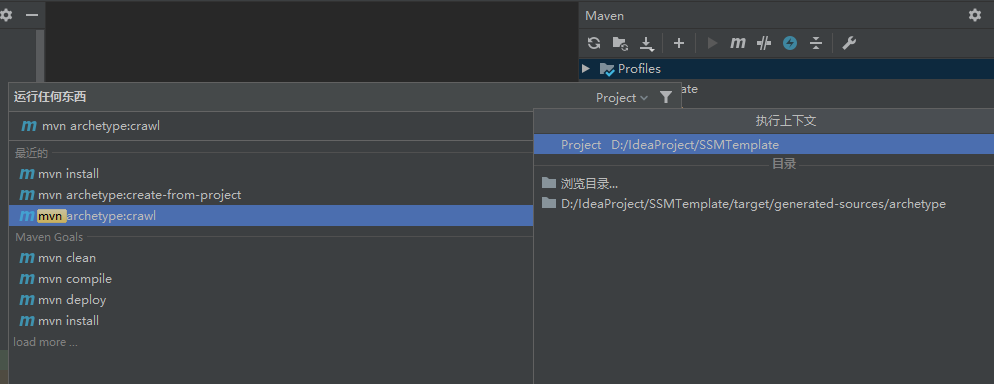 Maven
Profiles
ate
运行任何东西
Project
mvn archetype:crawl
执行上下文
Project D:/IdeaProject/SSMTemplate
目录
浏览目录...
D:/IdeaProject/SSMTemplate/target/generated-sources/archetype
最近的
mvn install
mvn archetype:create-from-project
mvn archetype:crawl
Maven Goals
mvn clean
mvn compile
mvn deploy
mvn install
load more ...